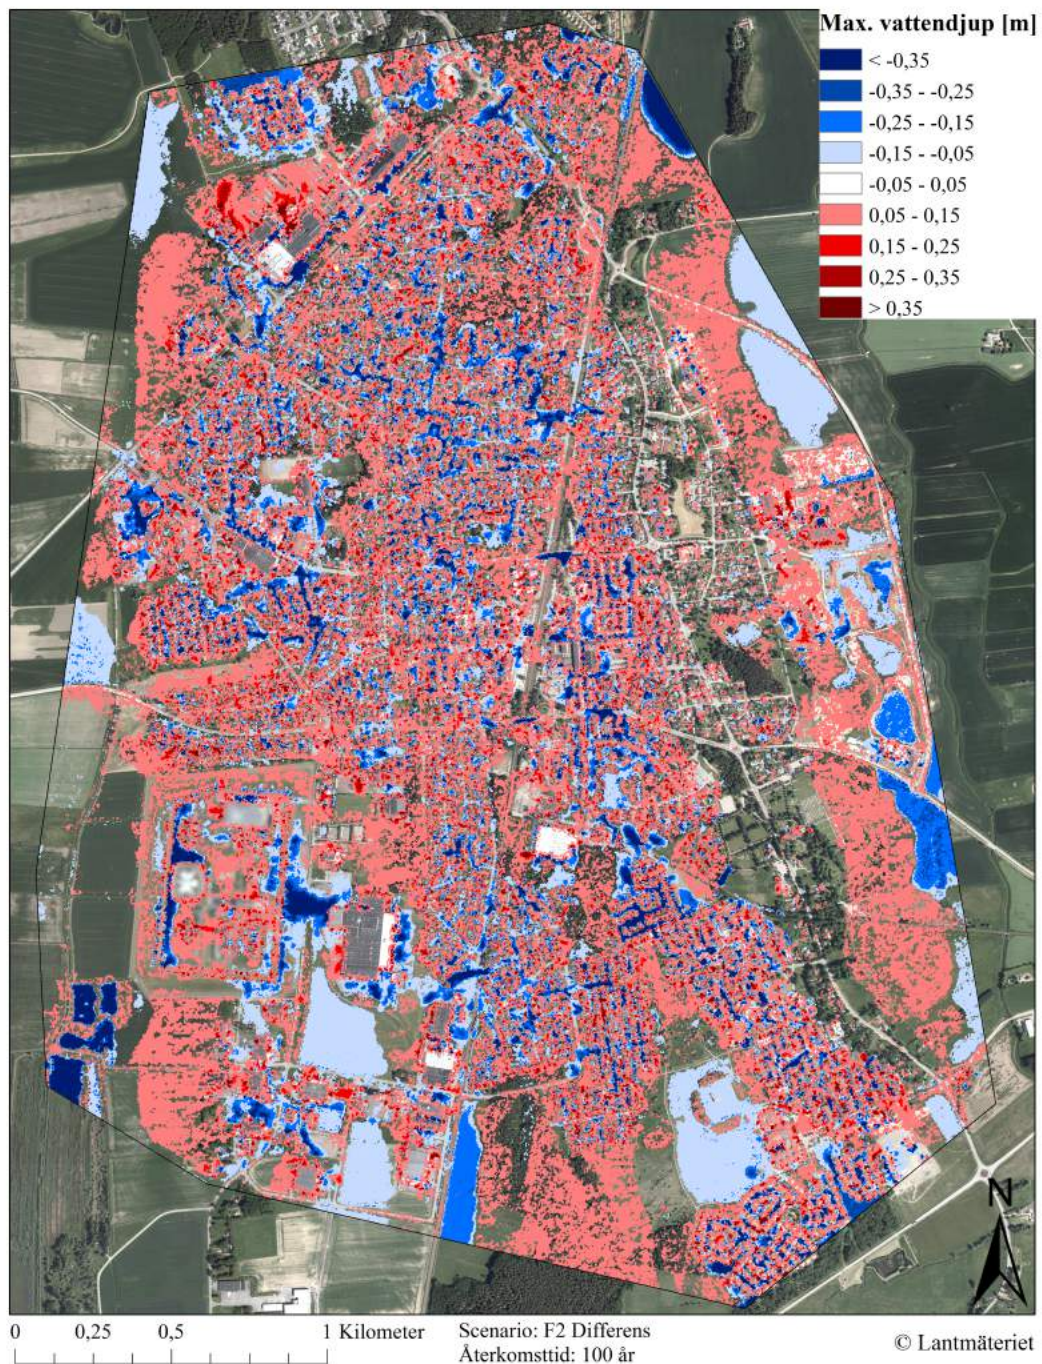 Max. vattendjup [m]
< -0,35
-0,35 - -0,25
-0,25 - -0,15
-0,15 - -0,05
-0,05 - 0,05
0,05 - 0,15
0,15 - 0,25
0,25 - 0,35
> 0,35
N
0 0,25 0,5 1 Kilometer
Scenario: F2 Differens
Återkomsttid: 100 år
© Lantmäteriet